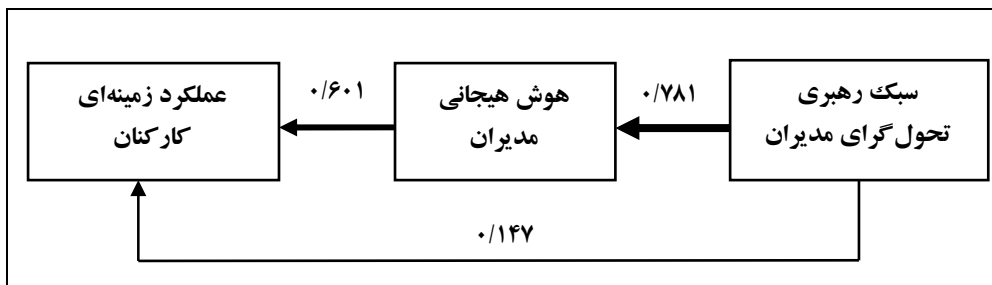 سبک رهبری
تحول‌گرای مدیران
۰/۷۸۱
هوش هیجانی
مدیران
۰/۶۰۱
عملکرد زمینه‌ای
کارکنان
۰/۱۴۷